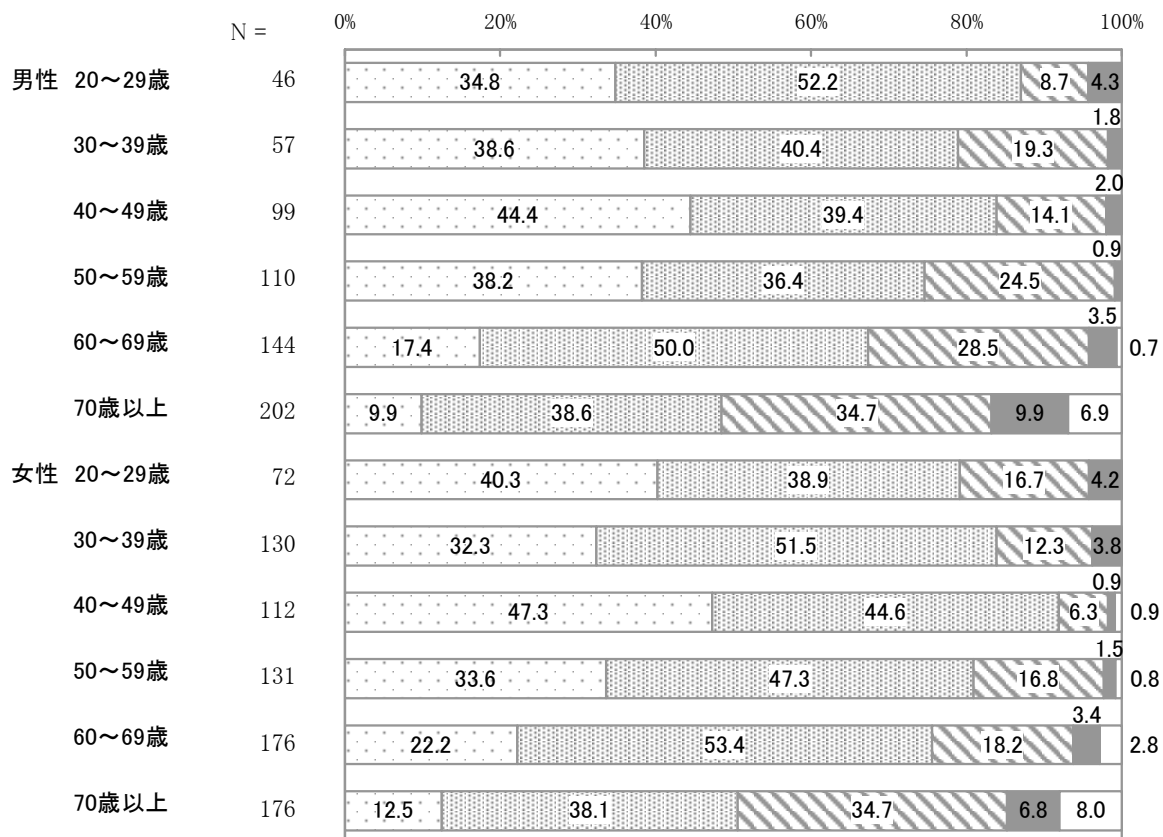 0% 20% 40% 60% 80% 100%
N =
男性 20～29歳 46 34.8 52.2 8.7 4.3
1.8
30～39歳 57 38.6 40.4 19.3
2.0
40～49歳 99 44.4 39.4 14.1
0.9
50～59歳 110 38.2 36.4 24.5
3.5
60～69歳 144 17.4 50.0 28.5 0.7
70歳以上 202 9.9 38.6 34.7 9.9 6.9
女性 20～29歳 72 40.3 38.9 16.7 4.2
30～39歳 130 32.3 51.5 12.3 3.8
0.9
40～49歳 112 47.3 44.6 6.3 0.9
1.5
50～59歳 131 33.6 47.3 16.8 0.8
3.4
60～69歳 176 22.2 53.4 18.2 2.8
70歳以上 176 12.5 38.1 34.7 6.8 8.0